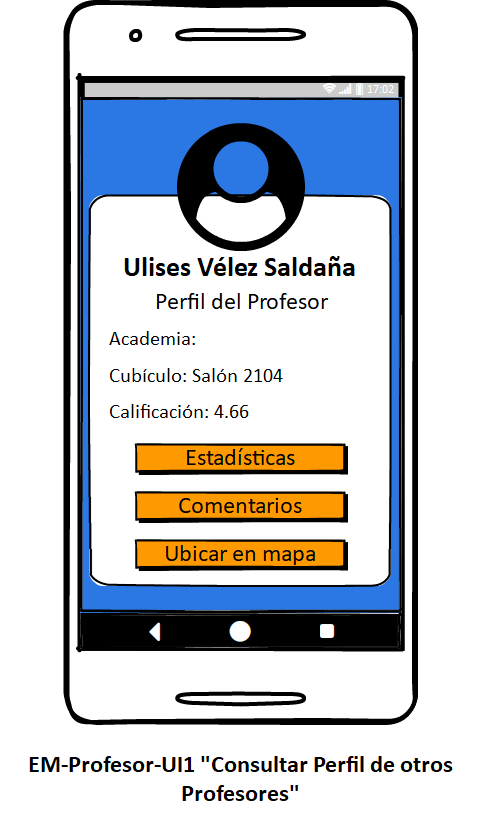 17:02
Ulises Vélez Saldaña
Perfil del Profesor
Academia:
Cubículo: Salón 2104
Calificación: 4.66
Estadísticas
Comentarios
Ubicar en mapa
EM-Profesor-UI1 "Consultar Perfil de otros
Profesores"